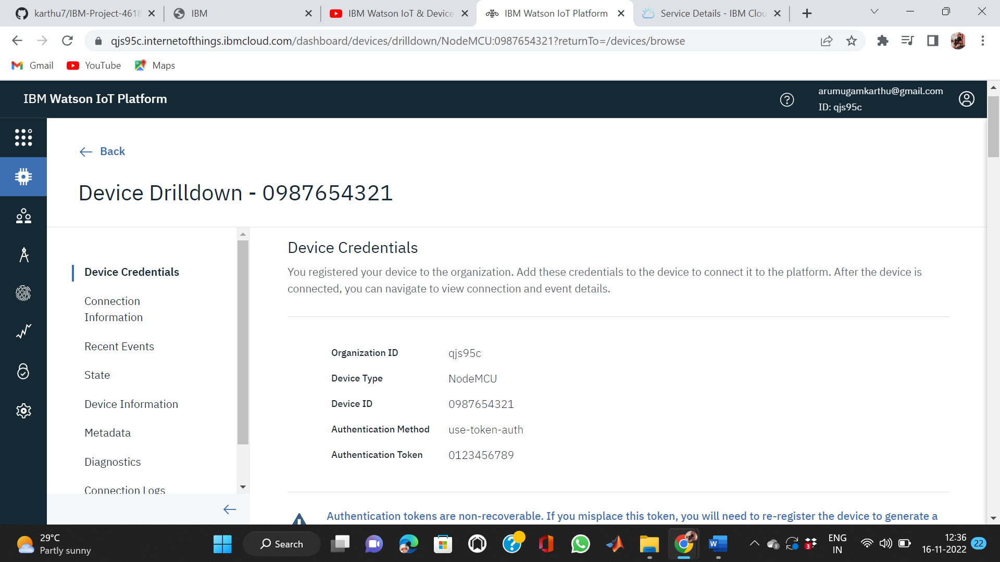 karthu7/IBM-Project-4618
IBM
IBM Watson IoT & Device
IBM Watson IoT Platform
Service Details - IBM Clou
qjs95c.internetofthings.ibmcloud.com/dashboard/devices/drilldown/NodeMCU:0987654321?returnTo=/devices/browse
Gmail
YouTube
Maps
IBM Watson IoT Platform
arumugamkarthu@gmail.com
ID: qjs95c
Back
Device Drilldown - 0987654321
Device Credentials
Connection
Information
Recent Events
State
Device Information
Metadata
Diagnostics
Connection Logs
Device Credentials
You registered your device to the organization. Add these credentials to the device to connect it to the platform. After the device is
connected, you can navigate to view connection and event details.
Organization ID qjs95c
Device Type NodeMCU
Device ID 0987654321
Authentication Method use-token-auth
Authentication Token 0123456789
Authentication tokens are non-recoverable. If you misplace this token, you will need to re-register the device to generate a
29°C
Partly sunny
Search
W
3
ENG
IN
12:36
16-11-2022
22